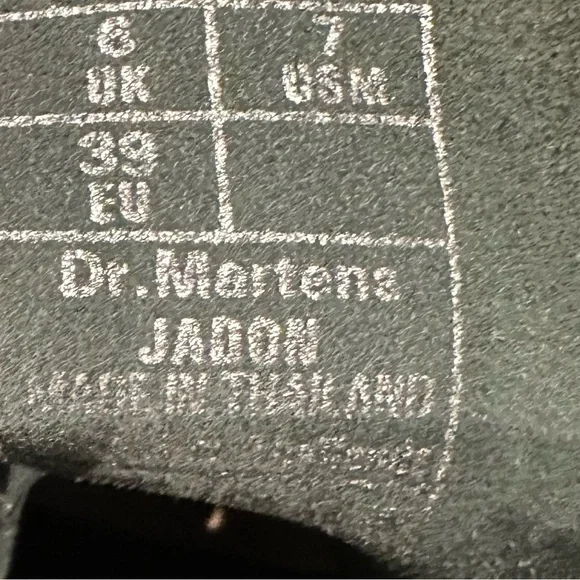 6 7
UK USM
39
EU
Dr.Martens
JADON
MADE IN THAILAND